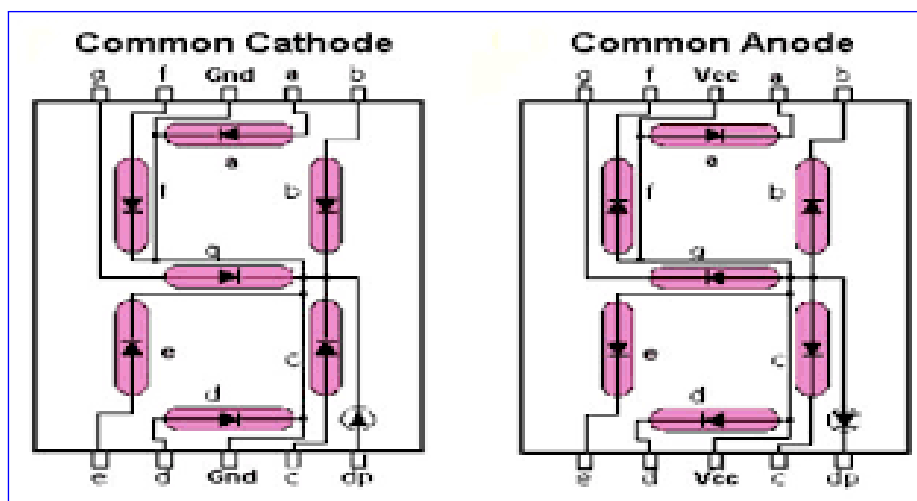 Common Cathode
g f Gnd a b
a
f b
g
e c
d
e d Gnd c dp
Common Anode
g f Vcc a b
a
f b
g
e c
d
e d Vcc c dp